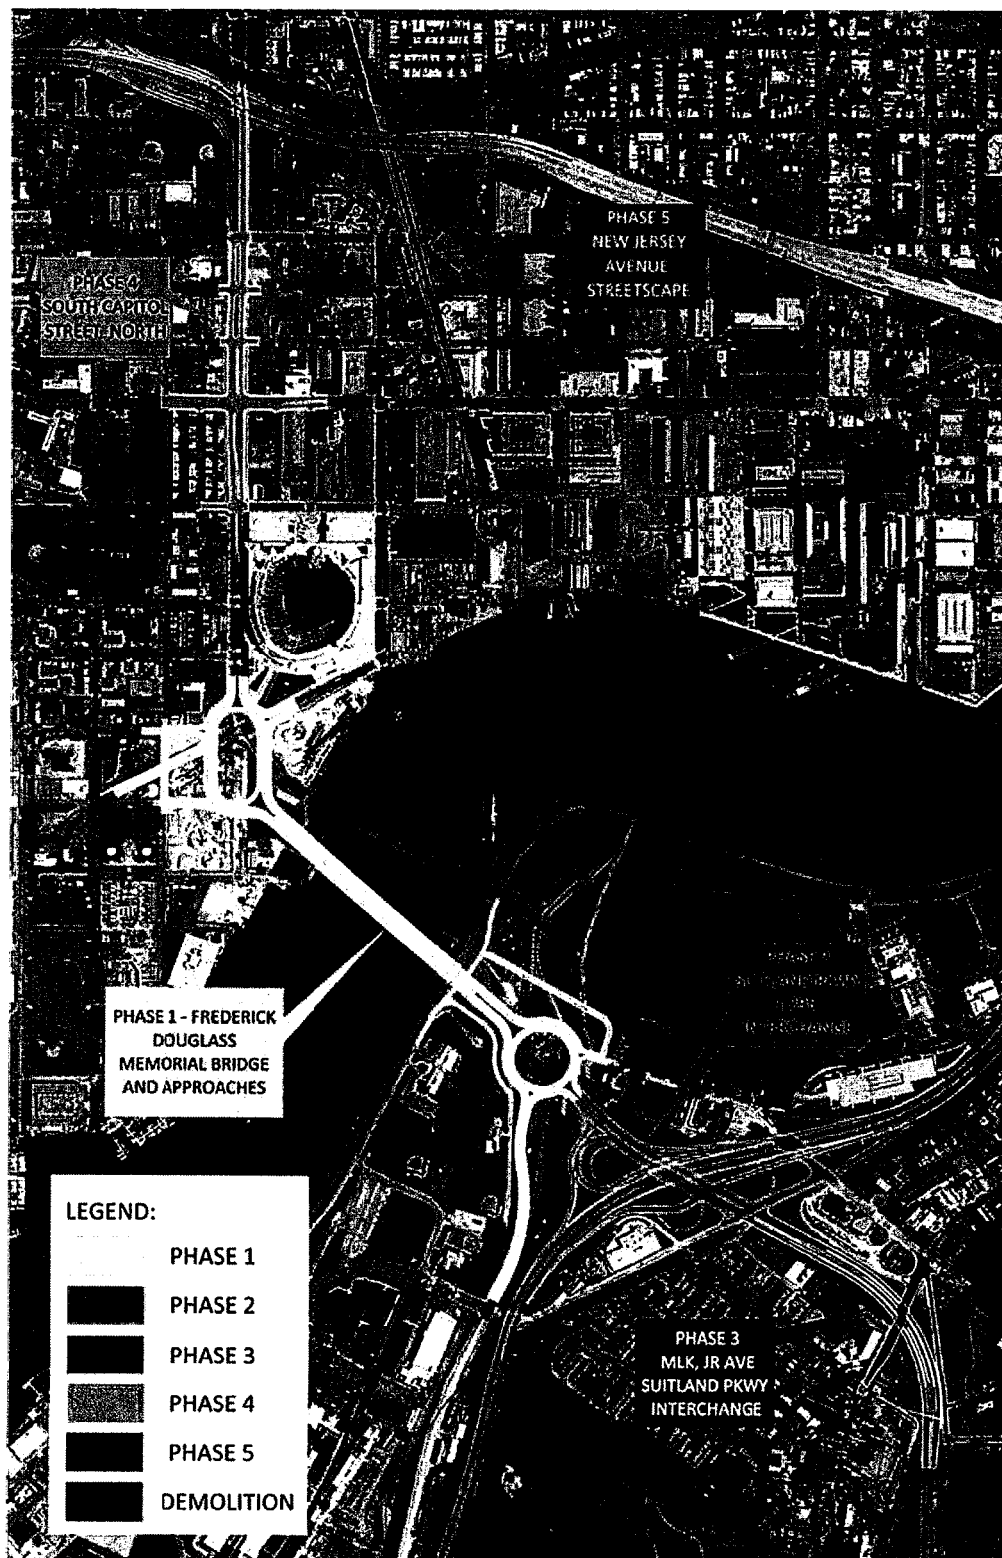 PHASE 5
NEW JERSEY
AVENUE
STREETSCAPE
PHASE 4
SOUTH CAPITOL
STREET NORTH
PHASE 1 - FREDERICK
DOUGLASS
MEMORIAL BRIDGE
AND APPROACHES
INTERCHANGE
LEGEND:
PHASE 1
PHASE 2
PHASE 3
PHASE 4
PHASE 5
DEMOLITION
PHASE 3
MLK, JR AVE
SUITLAND PKWY
INTERCHANGE